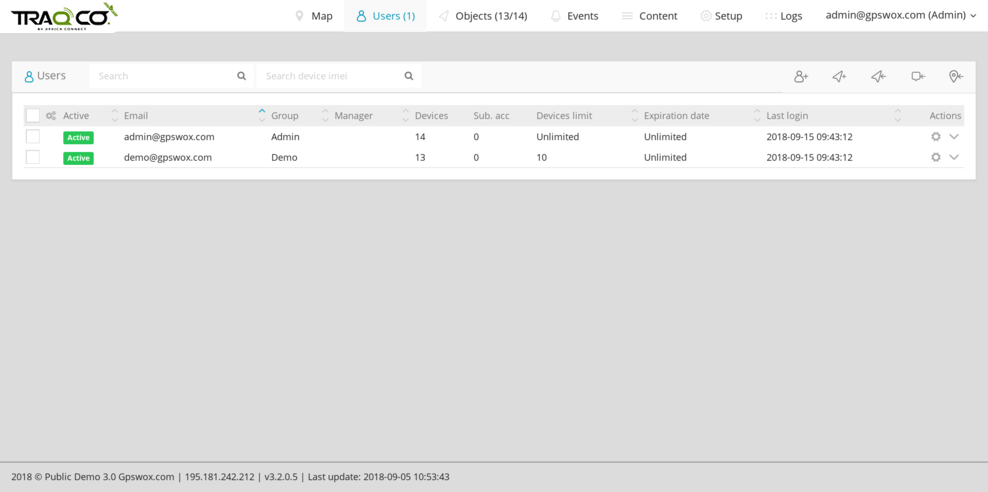 TRAQCO.
BY AFRICA CONNECT
Map Users (1) Objects (13/14) Events Content Setup Logs admin@gpswox.com (Admin)
Users Search Search device imei
Active Email Group Manager Devices Sub. acc Devices limit Expiration date Last login Actions
Active admin@gpswox.com Admin 14 0 Unlimited Unlimited 2018-09-15 09:43:12
Active demo@gpswox.com Demo 13 0 10 Unlimited 2018-09-15 09:43:12
2018 © Public Demo 3.0 Gpswox.com | 195.181.242.212 | v3.2.0.5 | Last update: 2018-09-05 10:53:43